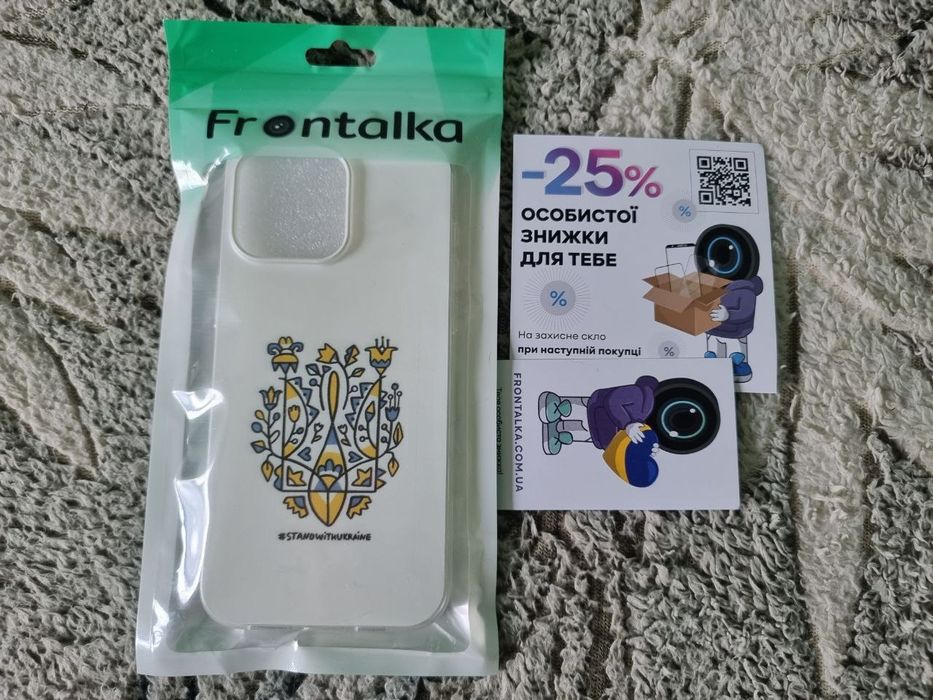 Frontalka
#STANDWITHUKRAINE
-25%
ОСОБИСТОЇ
ЗНИЖКИ
ДЛЯ ТЕБЕ
%
%
%
На захисне скло
при наступній покупці
FRONTALKA.COM.UA